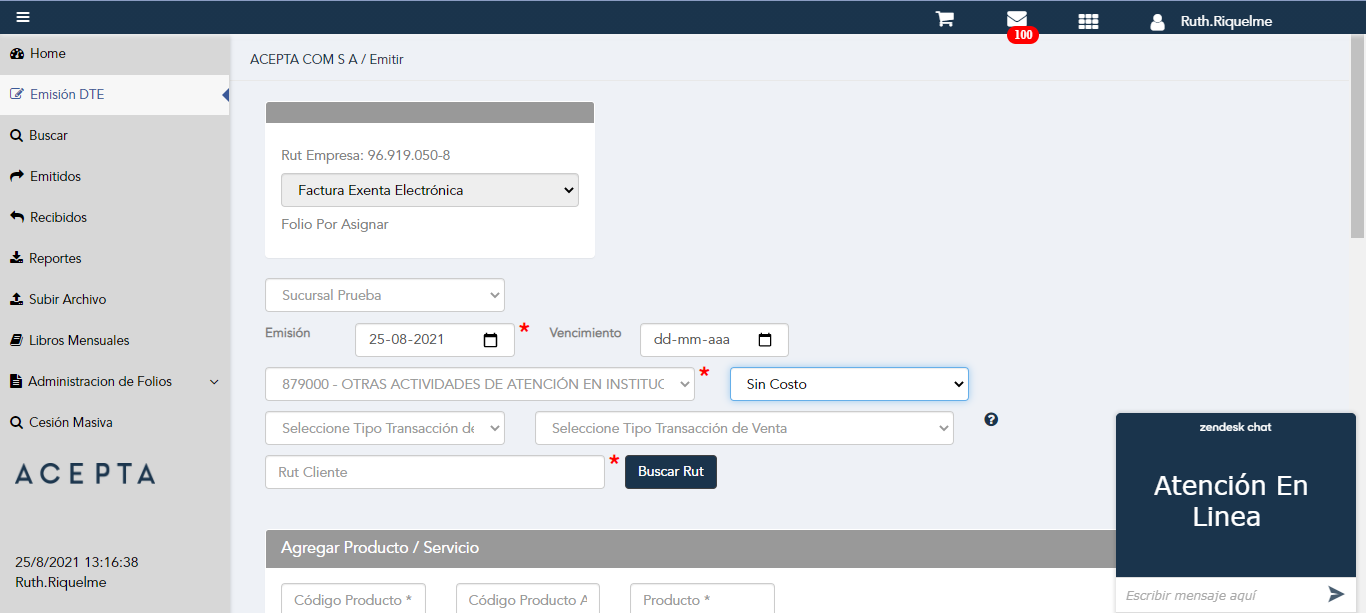 Ruth.Riquelme
100
Home
ACEPTA COM S A / Emitir
Emisión DTE
Buscar
Emitidos
Recibidos
Reportes
Subir Archivo
Libros Mensuales
Administracion de Folios
Cesión Masiva
ACEPTA
25/8/2021 13:16:38
Ruth.Riquelme
Rut Empresa: 96.919.050-8
Factura Exenta Electrónica
Folio Por Asignar
Sucursal Prueba
Emisión 25-08-2021 * Vencimiento dd-mm-aaa
879000 - OTRAS ACTIVIDADES DE ATENCIÓN EN INSTITUC * Sin Costo
Seleccione Tipo Transacción de Seleccione Tipo Transacción de Venta ?
Rut Cliente * Buscar Rut
Agregar Producto / Servicio
Código Producto * Código Producto A Producto *
zendesk chat
Atención En
Linea
Escribir mensaje aquí